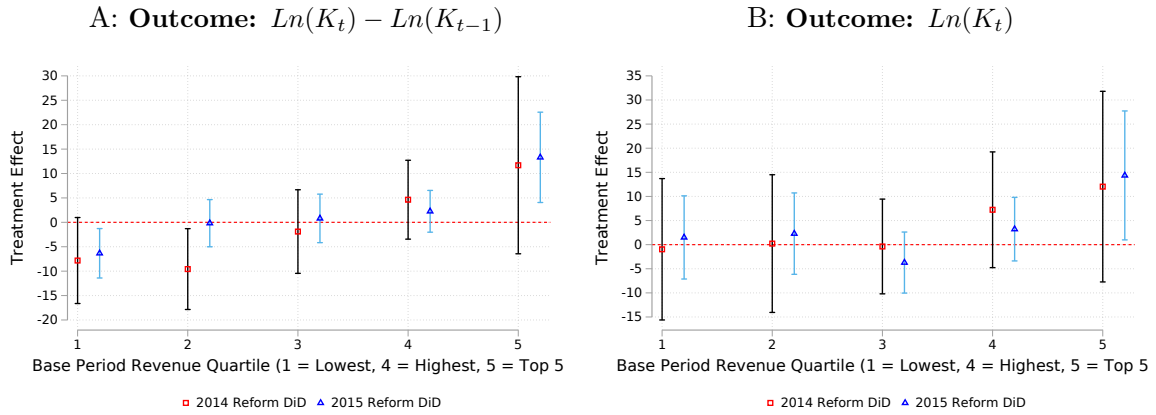 A: Outcome: Ln(K_t) − Ln(K_{t−1})
30
25
20
15
10
5
0
-5
-10
-15
-20
Treatment Effect
1 2 3 4 5
Base Period Revenue Quartile (1 = Lowest, 4 = Highest, 5 = Top 5
2014 Reform DiD 2015 Reform DiD
B: Outcome: Ln(K_t)
35
30
25
20
15
10
5
0
-5
-10
-15
Treatment Effect
1 2 3 4 5
Base Period Revenue Quartile (1 = Lowest, 4 = Highest, 5 = Top 5
2014 Reform DiD 2015 Reform DiD